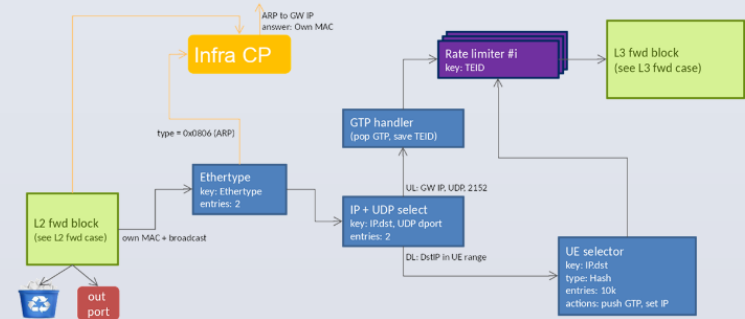 ARP to GW IP
answer: Own MAC
Infra CP
Rate limiter #i
key: TEID
L3 fwd block
(see L3 fwd case)
GTP handler
(pop GTP, save TEID)
type = 0x0806 (ARP)
Ethertype
key: Ethertype
entries: 2
UL: GW IP, UDP, 2152
L2 fwd block
(see L2 fwd case)
own MAC + broadcast
IP + UDP select
key: IP.dst, UDP dport
entries: 2
DL: DstIP in UE range
UE selector
key: IP.dst
type: Hash
entries: 10k
actions: push GTP, set IP
out
port